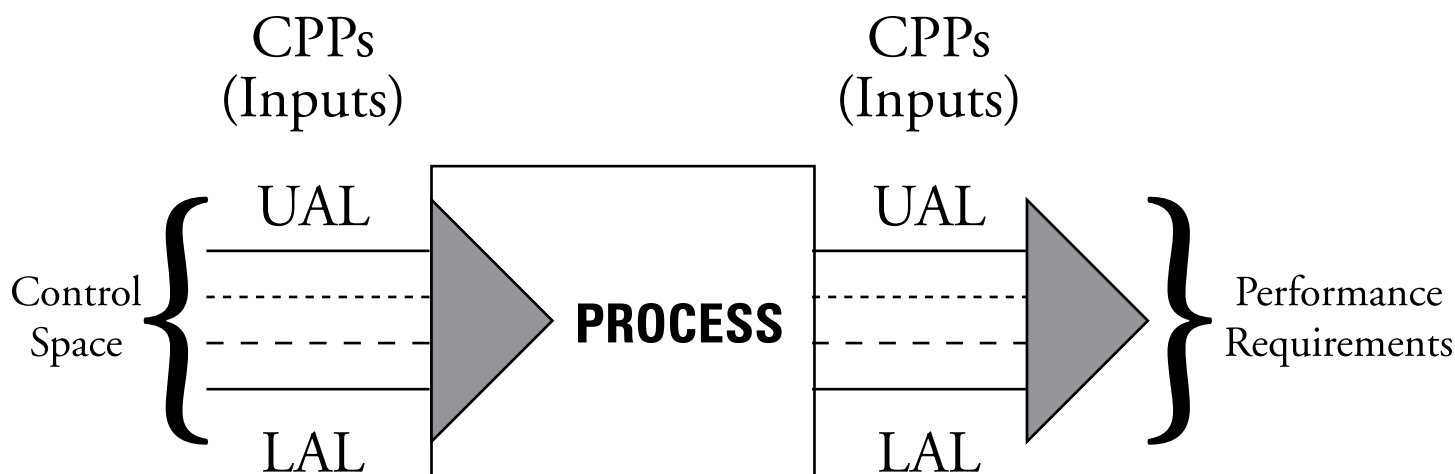 CPPs
(Inputs)
CPPs
(Inputs)
UAL
UAL
Control
Space
PROCESS
Performance
Requirements
LAL
LAL